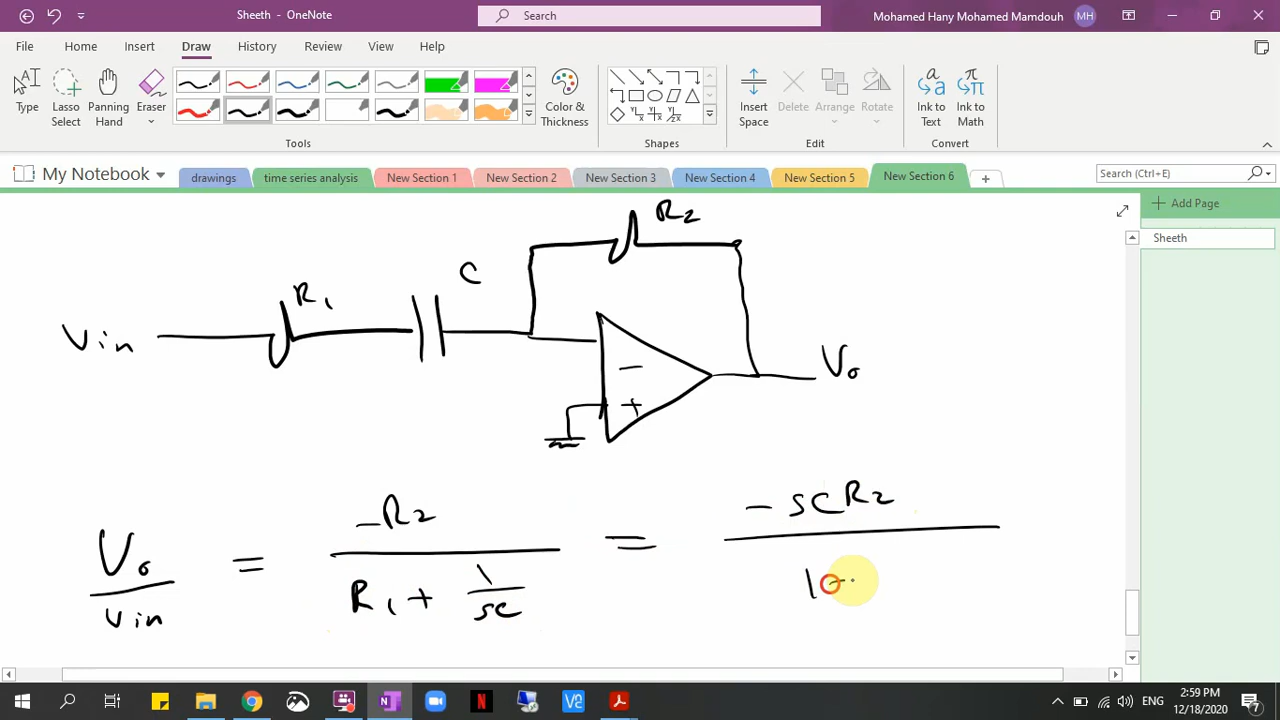 Sheeth - OneNote
Search
Mohamed Hany Mohamed Mamdouh MH
File Home Insert Draw History Review View Help
Type
Lasso Select
Panning Hand
Eraser
Color & Thickness
Insert Space
Delete
Arrange
Rotate
Ink to Text
Ink to Math
Tools
Shapes
Edit
Convert
My Notebook
drawings
time series analysis
New Section 1
New Section 2
New Section 3
New Section 4
New Section 5
New Section 6
Search (Ctrl+E)
Add Page
Sheeth
R2
C
R1
Vin
Vo
−
+
Vo / Vin = −R2 / (R1 + 1/sc) = −SCR2 / 1
ENG
2:59 PM
12/18/2020
7